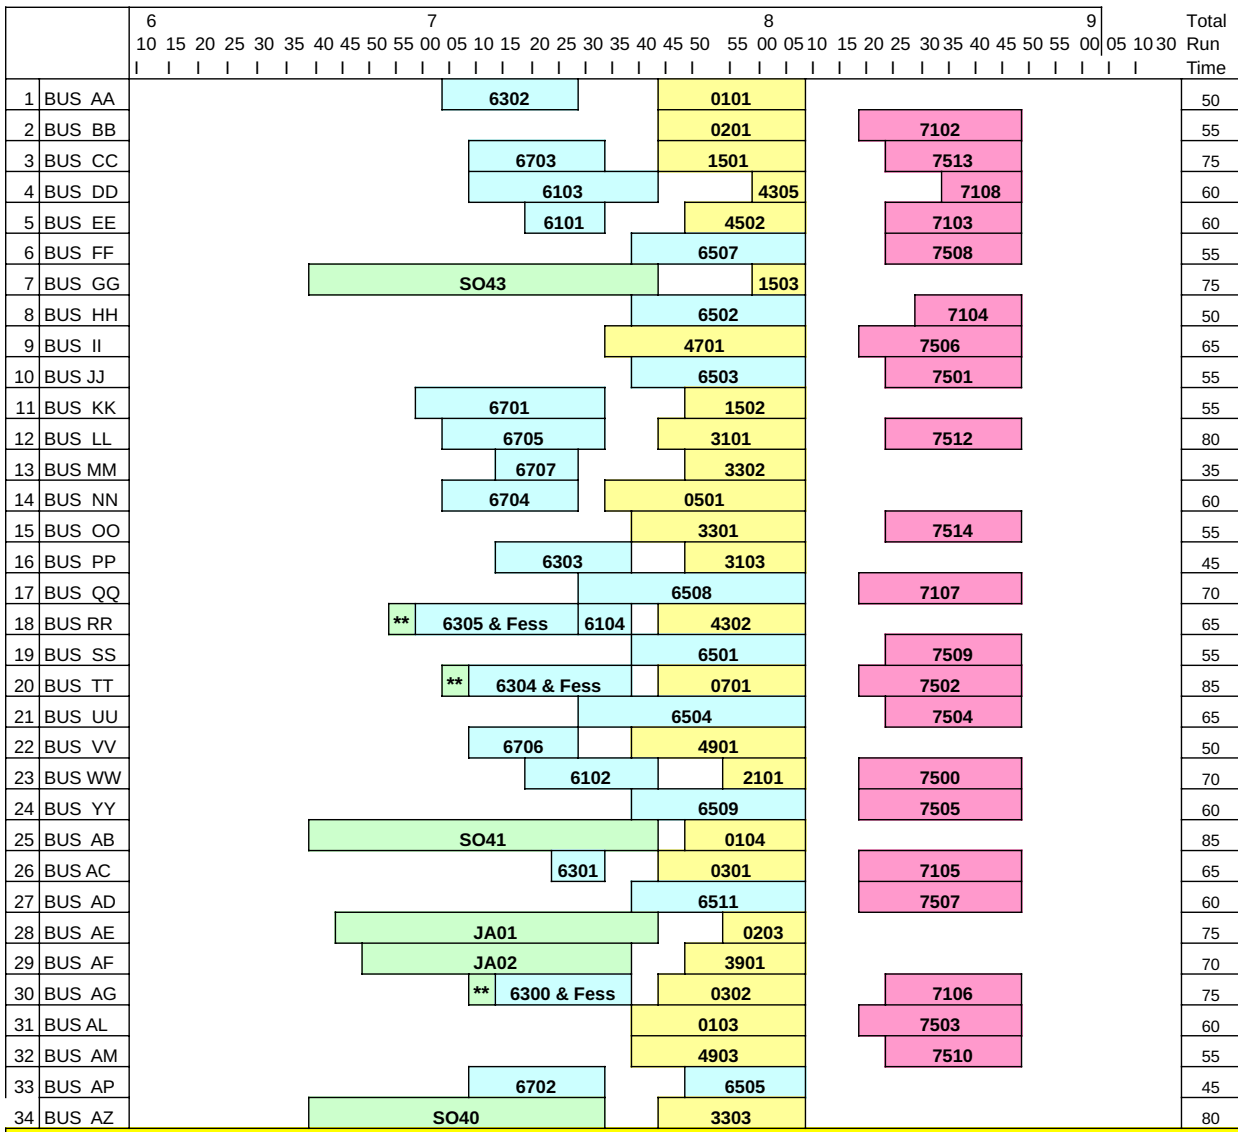 6 7 8 9 Total
10 15 20 25 30 35 40 45 50 55 00 05 10 15 20 25 30 35 40 45 50 55 00 05 10 15 20 25 30 35 40 45 50 55 00 05 10 30 Run
Time
1 BUS AA 6302 0101 50
2 BUS BB 0201 7102 55
3 BUS CC 6703 1501 7513 75
4 BUS DD 6103 4305 7108 60
5 BUS EE 6101 4502 7103 60
6 BUS FF 6507 7508 55
7 BUS GG SO43 1503 75
8 BUS HH 6502 7104 50
9 BUS II 4701 7506 65
10 BUS JJ 6503 7501 55
11 BUS KK 6701 1502 55
12 BUS LL 6705 3101 7512 80
13 BUS MM 6707 3302 35
14 BUS NN 6704 0501 60
15 BUS OO 3301 7514 55
16 BUS PP 6303 3103 45
17 BUS QQ 6508 7107 70
18 BUS RR ** 6305 & Fess 6104 4302 65
19 BUS SS 6501 7509 55
20 BUS TT ** 6304 & Fess 0701 7502 85
21 BUS UU 6504 7504 65
22 BUS VV 6706 4901 50
23 BUS WW 6102 2101 7500 70
24 BUS YY 6509 7505 60
25 BUS AB SO41 0104 85
26 BUS AC 6301 0301 7105 65
27 BUS AD 6511 7507 60
28 BUS AE JA01 0203 75
29 BUS AF JA02 3901 70
30 BUS AG ** 6300 & Fess 0302 7106 75
31 BUS AL 0103 7503 60
32 BUS AM 4903 7510 55
33 BUS AP 6702 6505 45
34 BUS AZ SO40 3303 80